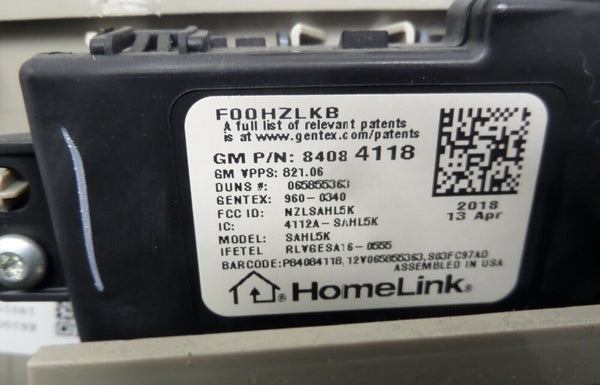 F00HZLKB
A full list of relevant patents
is at www.gentex.com/patents
GM P/N: 8408 4118
GM VPPS: 821.06
DUNS #: 065855363
GENTEX: 960-0340
FCC ID: NZLSAHL5K
IC: 4112A-SAHL5K
MODEL: SAHL5K
IFETEL RLVGESA16-0555
BARCODE:P84084118,12V065855363,S03FC97AD
ASSEMBLED IN USA
2018
13 Apr
HomeLink®